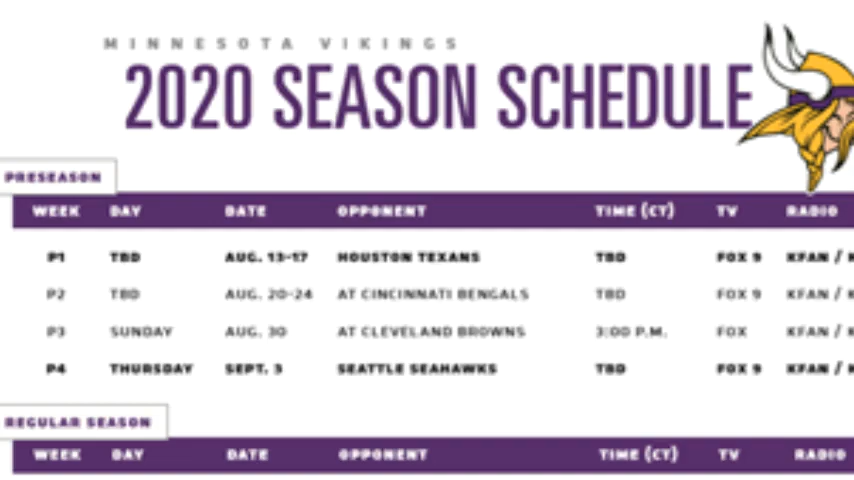 MINNESOTA VIKINGS
2020 SEASON SCHEDULE
PRESEASON
WEEK DAY DATE OPPONENT TIME (CT) TV RADIO
P1 TBD AUG. 13-17 HOUSTON TEXANS TBD FOX 9 KFAN /
P2 TBD AUG. 20-24 AT CINCINNATI BENGALS TBD FOX 9 KFAN /
P3 SUNDAY AUG. 30 AT CLEVELAND BROWNS 3:00 P.M. FOX KFAN /
P4 THURSDAY SEPT. 3 SEATTLE SEAHAWKS TBD FOX 9 KFAN /
REGULAR SEASON
WEEK DAY DATE OPPONENT TIME (CT) TV RADIO